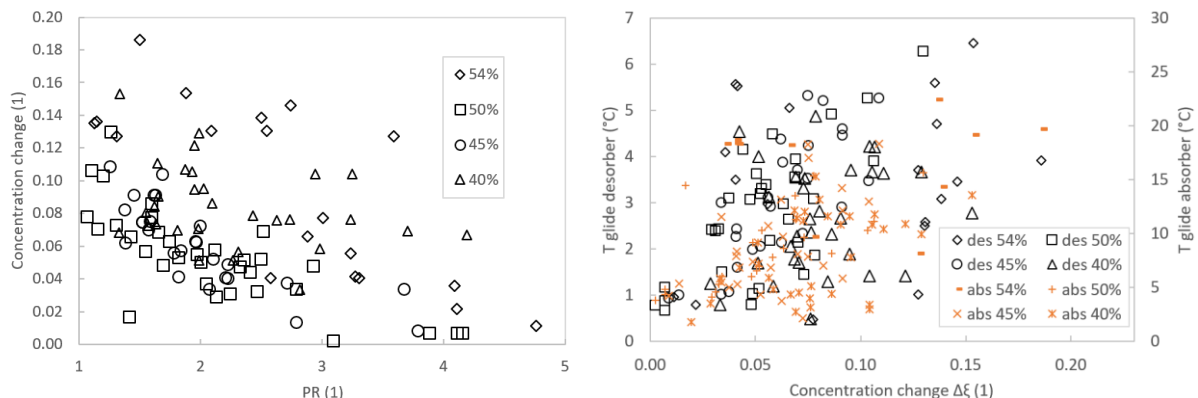 Concentration change (1)
0.20
0.18
0.16
0.14
0.12
0.10
0.08
0.06
0.04
0.02
0.00
1 2 3 4 5
PR (1)
54%
50%
45%
40%
T glide desorber (°C)
7
6
5
4
3
2
1
0
0.00 0.05 0.10 0.15 0.20
Concentration change Δξ (1)
des 54% des 50%
des 45% des 40%
abs 54% abs 50%
abs 45% abs 40%
30
25
20
15
10
5
0
T glide absorber (°C)